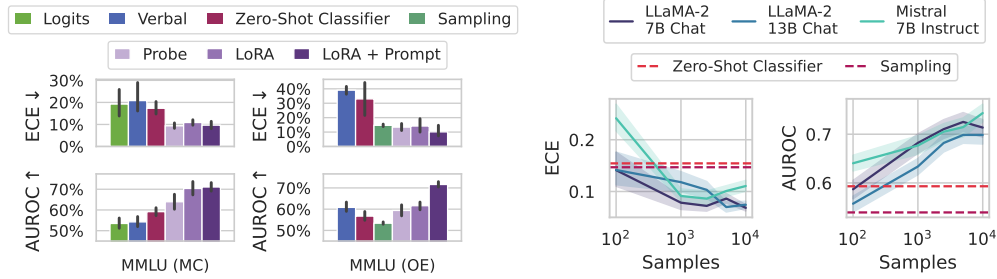 Logits Verbal Zero-Shot Classifier Sampling
Probe LoRA LoRA + Prompt
ECE ↓
30%
20%
10%
0%
ECE ↓
40%
30%
20%
10%
0%
AUROC ↑
70%
60%
50%
MMLU (MC)
AUROC ↑
70%
60%
50%
MMLU (OE)
LLaMA-2 7B Chat
LLaMA-2 13B Chat
Mistral 7B Instruct
Zero-Shot Classifier Sampling
ECE
0.2
0.1
10² 10³ 10⁴
Samples
AUROC
0.7
0.6
10² 10³ 10⁴
Samples